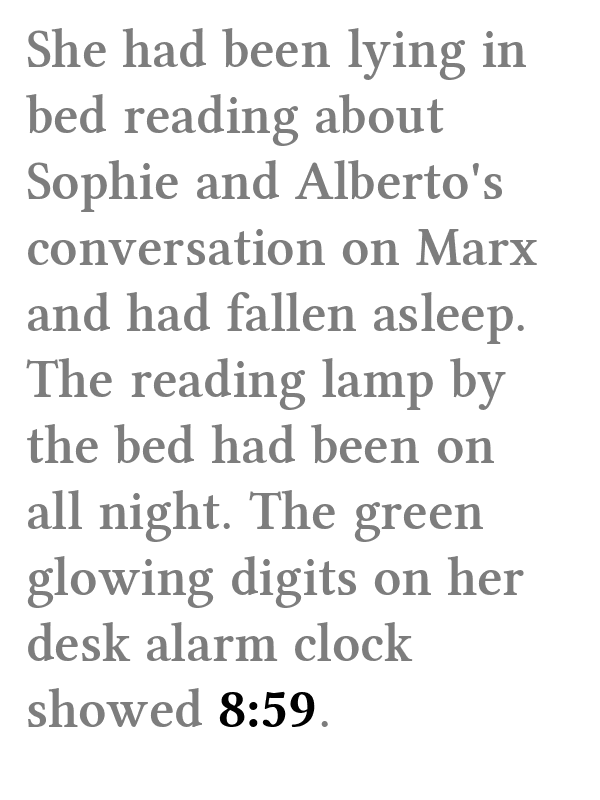 She had been lying in
bed reading about
Sophie and Alberto's
conversation on Marx
and had fallen asleep.
The reading lamp by
the bed had been on
all night. The green
glowing digits on her
desk alarm clock
showed 8:59.